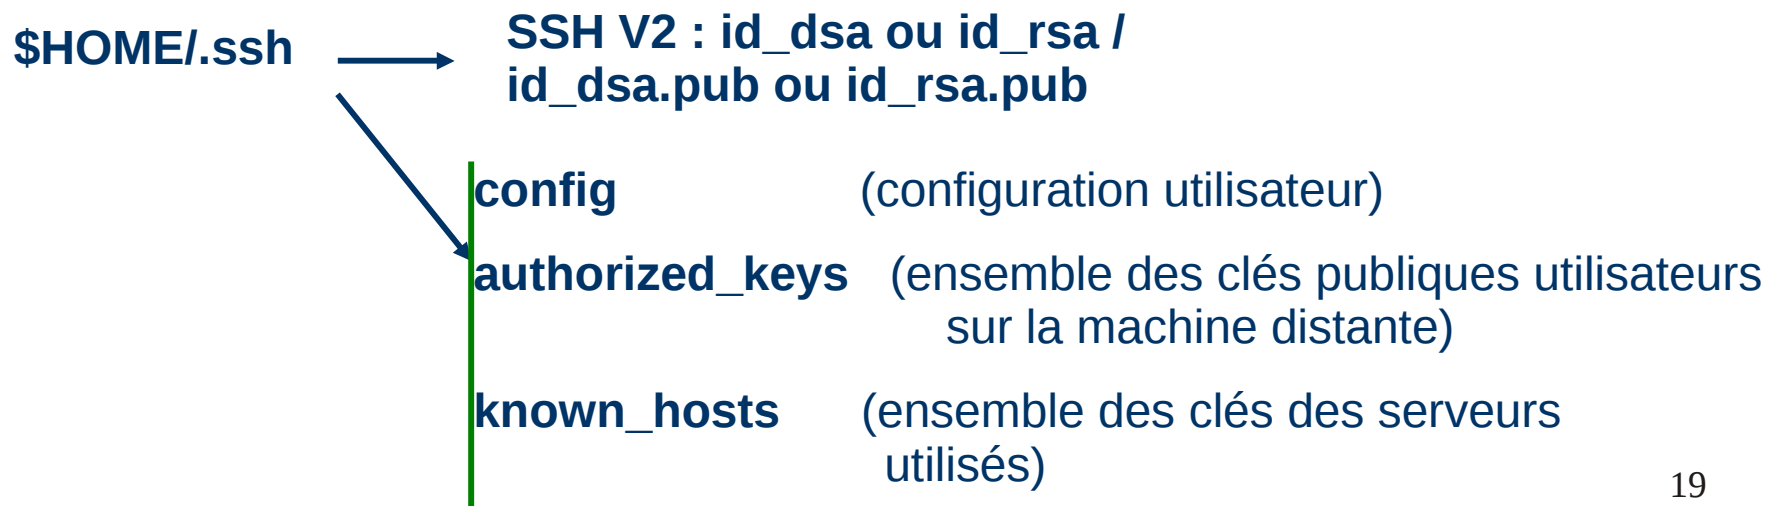 $HOME/.ssh
SSH V2 : id_dsa ou id_rsa /
id_dsa.pub ou id_rsa.pub
config (configuration utilisateur)
authorized_keys (ensemble des clés publiques utilisateurs
sur la machine distante)
known_hosts (ensemble des clés des serveurs
utilisés)
19